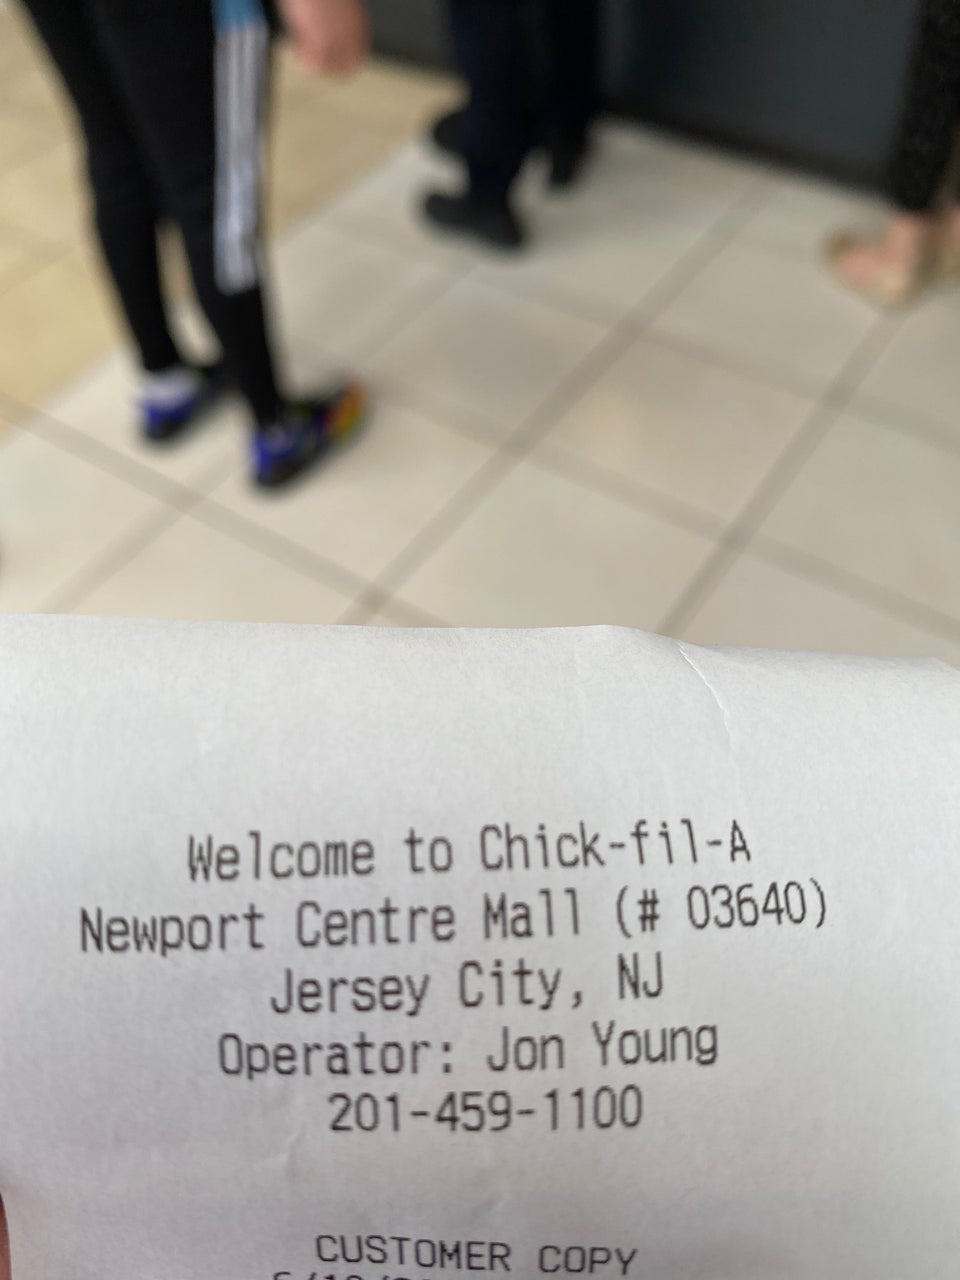 Welcome to Chick-fil-A
Newport Centre Mall (# 03640)
Jersey City, NJ
Operator: Jon Young
201-459-1100
CUSTOMER COPY